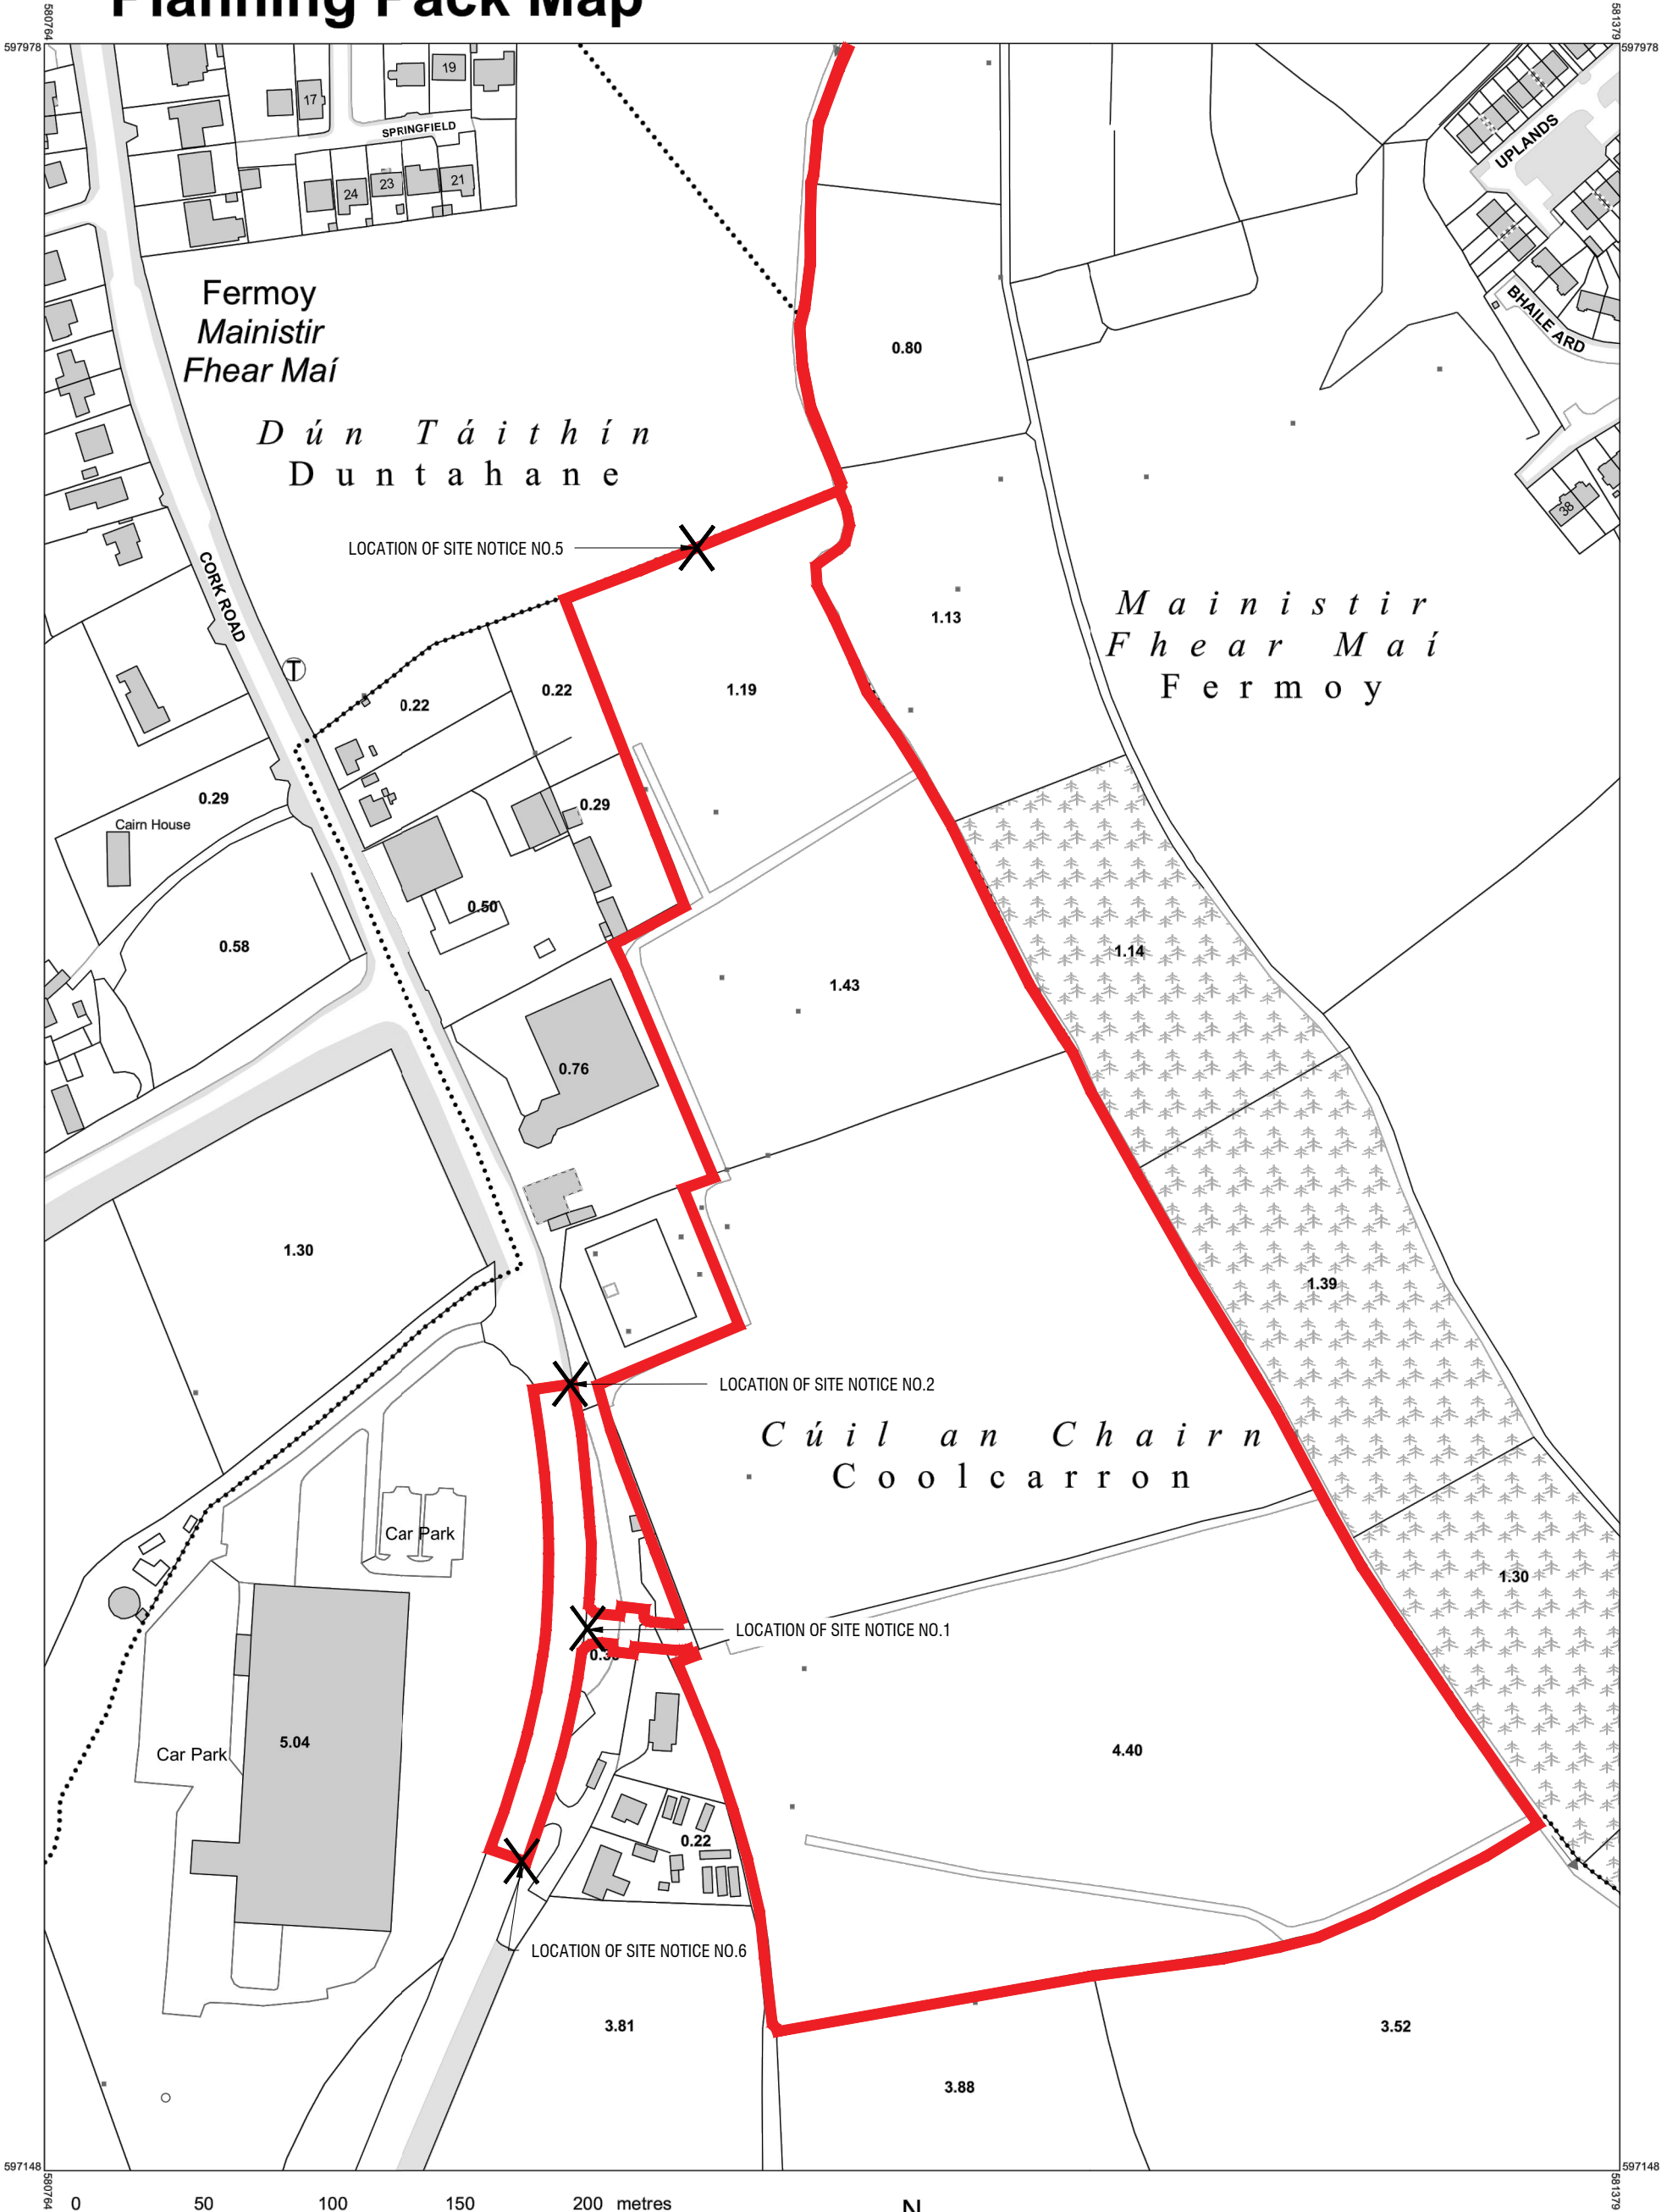 Planning Pack Map
580764
581379
597978
597978
19
17
SPRINGFIELD
24
23
21
UPLANDS
BHAILE ARD
38
Fermoy
Mainistir
Fhear Maí
0.80
Dún Táithín
Duntahane
LOCATION OF SITE NOTICE NO.5
CORK ROAD
T
1.13
Mainistir
Fhear Maí
Fermoy
0.22
0.22
1.19
0.29
Cairn House
0.29
0.50
0.58
1.14
1.43
0.76
1.30
1.39
LOCATION OF SITE NOTICE NO.2
Cúil an Chairn
Coolcarron
Car Park
1.30
LOCATION OF SITE NOTICE NO.1
5.04
Car Park
4.40
0.22
LOCATION OF SITE NOTICE NO.6
3.81
3.52
3.88
597148
597148
580764
581379
0 50 100 150 200 metres
N